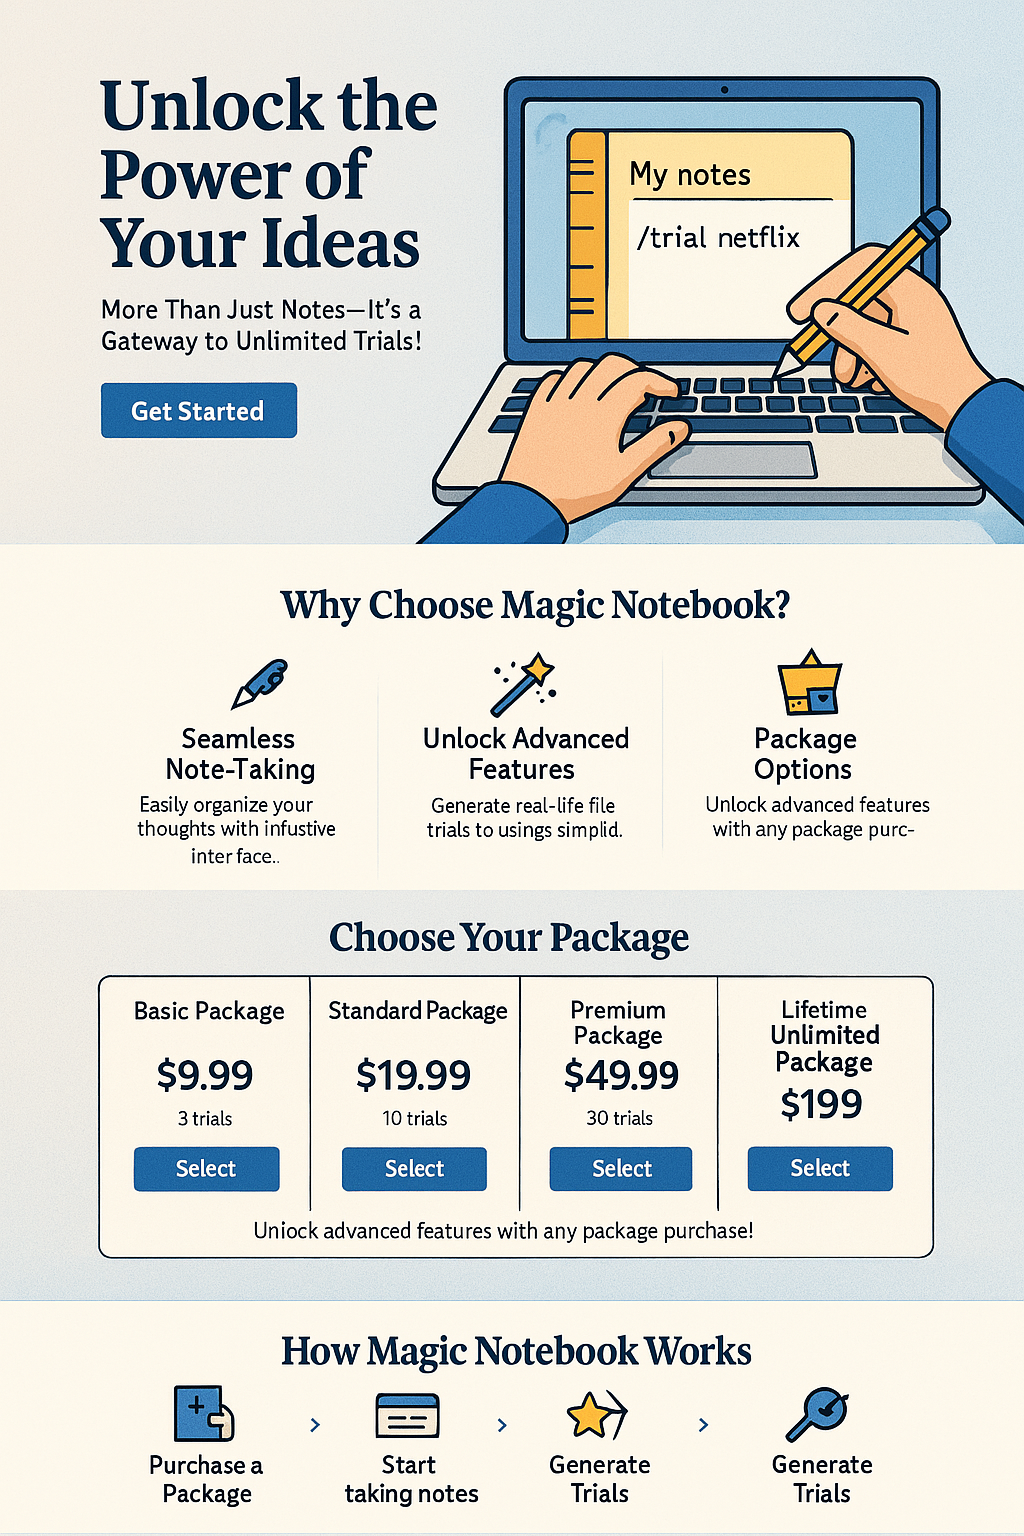 Unlock the
Power of
Your Ideas
More Than Just Notes—It's a
Gateway to Unlimited Trials!
Get Started
My notes
/trial netflix
Why Choose Magic Notebook?
Seamless
Note-Taking
Easily organize your
thoughts with infustive
inter face..
Unlock Advanced
Features
Generate real-life file
trials to usings simplid.
Package
Options
Unlock advanced features
with any package purc-
Choose Your Package
Basic Package
$9.99
3 trials
Select
Standard Package
$19.99
10 trials
Select
Premium
Package
$49.99
30 trials
Select
Lifetime
Unlimited
Package
$199
Select
Uniock advanced features with any package purchase!
How Magic Notebook Works
Purchase a
Package
Start
taking notes
Generate
Trials
Generate
Trials